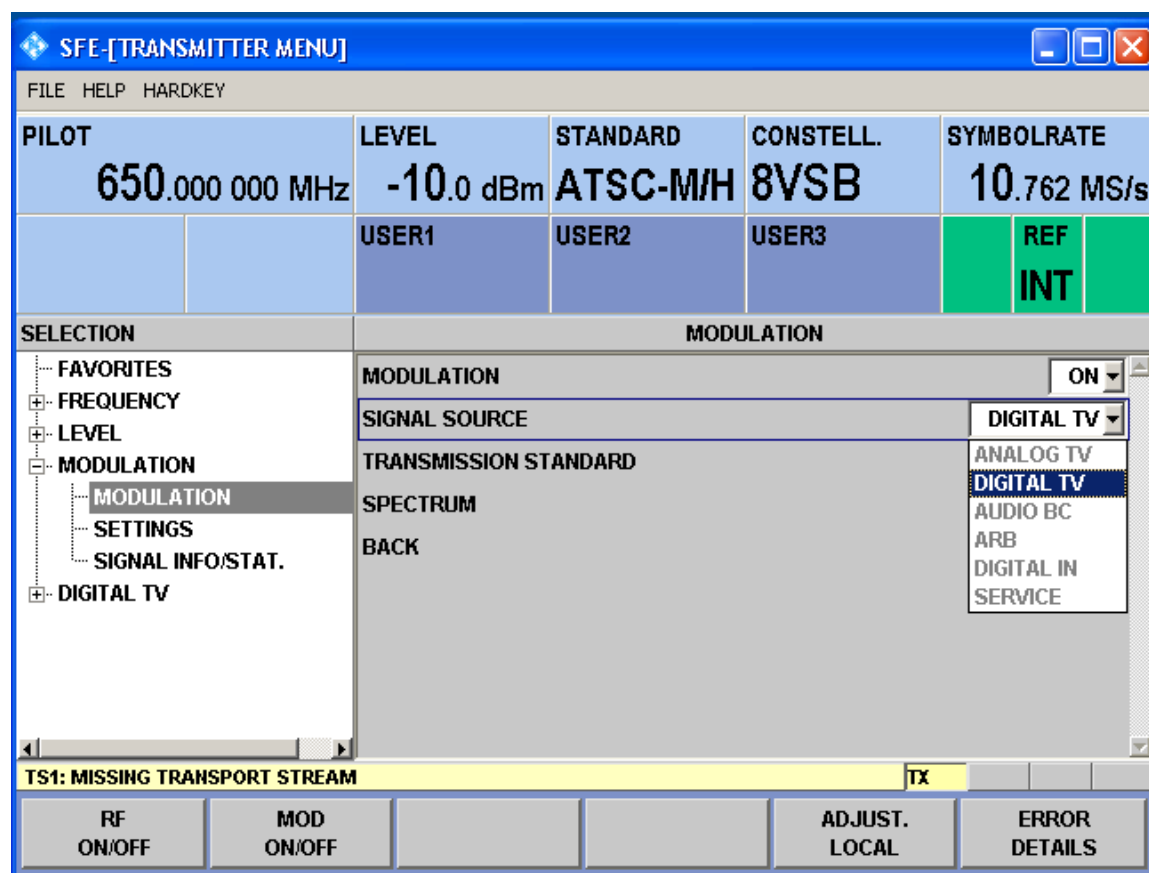 SFE-[TRANSMITTER MENU]
FILE HELP HARDKEY
PILOT LEVEL STANDARD CONSTELL. SYMBOLRATE
650.000 000 MHz -10.0 dBm ATSC-M/H 8VSB 10.762 MS/s
USER1 USER2 USER3 REF
INT
SELECTION MODULATION
FAVORITES
FREQUENCY
LEVEL
MODULATION
MODULATION
SETTINGS
SIGNAL INFO/STAT.
DIGITAL TV
MODULATION ON
SIGNAL SOURCE DIGITAL TV
TRANSMISSION STANDARD
SPECTRUM
BACK
ANALOG TV
DIGITAL TV
AUDIO BC
ARB
DIGITAL IN
SERVICE
TS1: MISSING TRANSPORT STREAM TX
RF ON/OFF
MOD ON/OFF
ADJUST. LOCAL
ERROR DETAILS